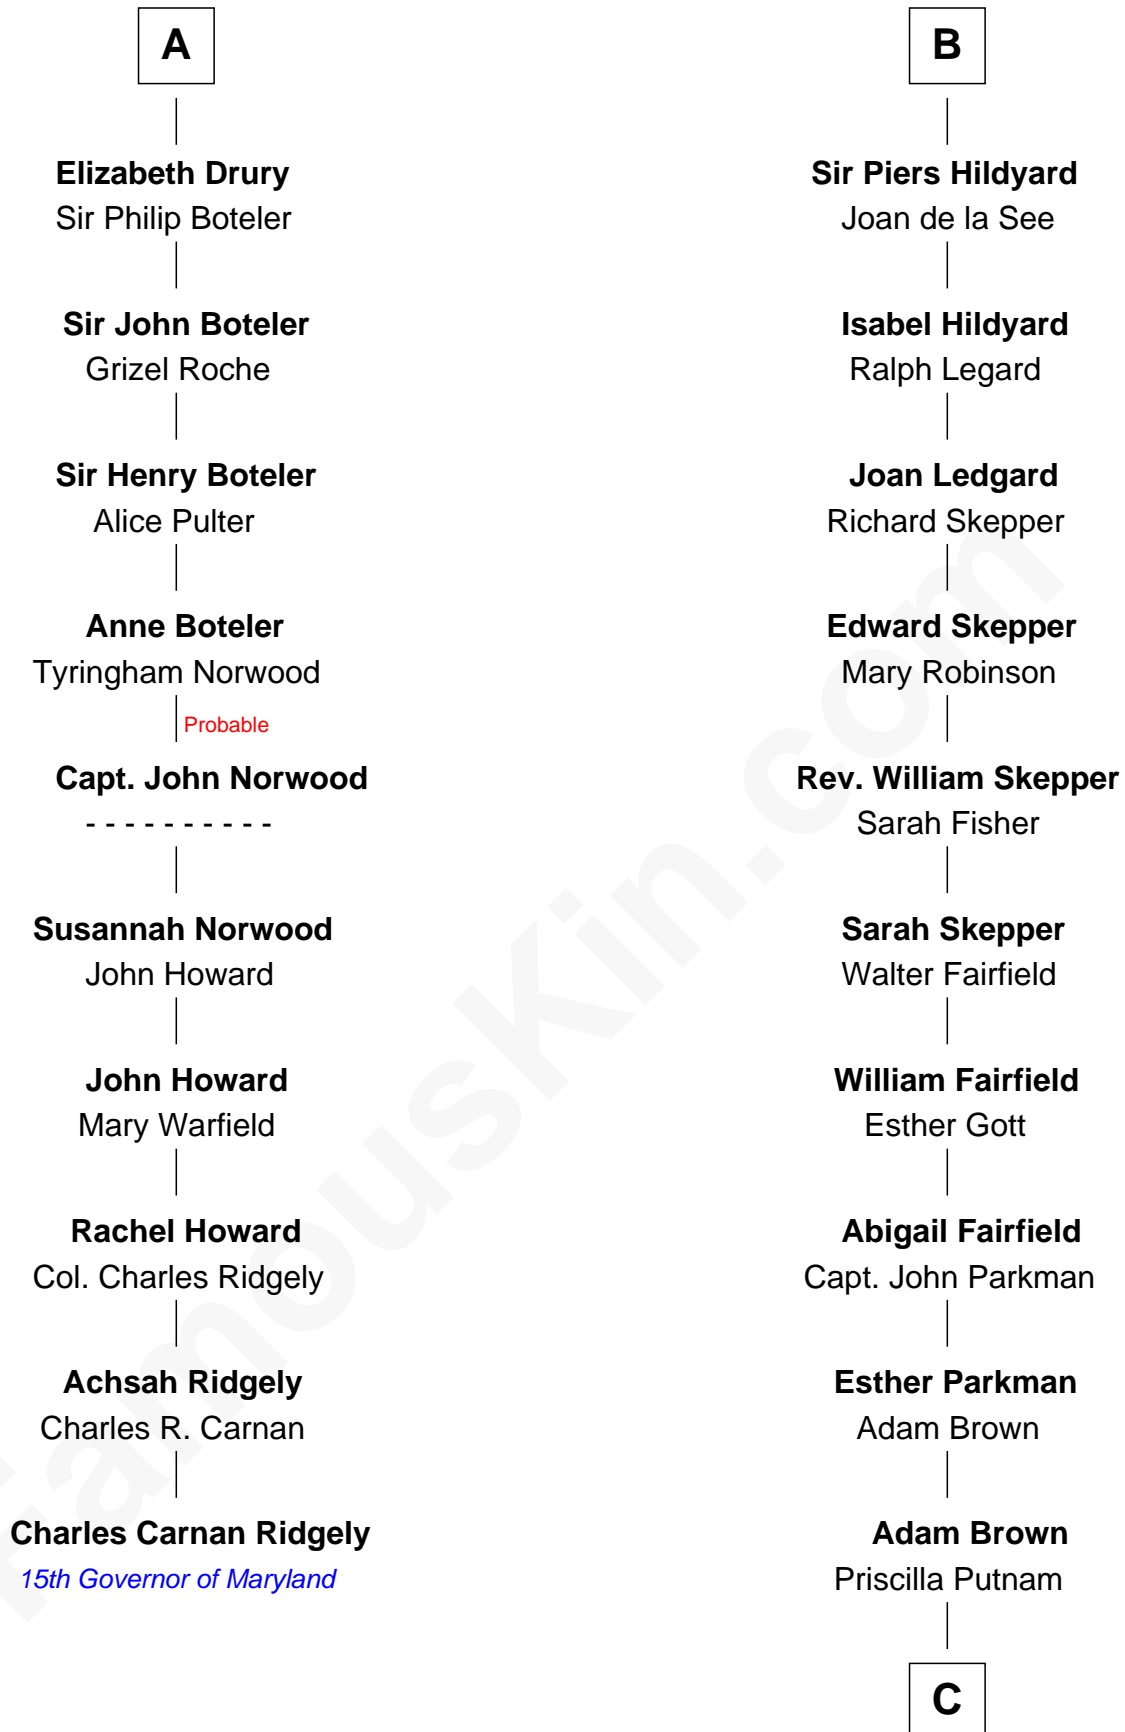 A
Elizabeth Drury
Sir Philip Boteler
Sir John Boteler
Grizel Roche
Sir Henry Boteler
Alice Pulter
Anne Boteler
Tyringham Norwood
Probable
Capt. John Norwood
- - - - - - - - - -
Susannah Norwood
John Howard
John Howard
Mary Warfield
Rachel Howard
Col. Charles Ridgely
Achsah Ridgely
Charles R. Carnan
Charles Carnan Ridgely
15th Governor of Maryland
B
Sir Piers Hildyard
Joan de la See
Isabel Hildyard
Ralph Legard
Joan Ledgard
Richard Skepper
Edward Skepper
Mary Robinson
Rev. William Skepper
Sarah Fisher
Sarah Skepper
Walter Fairfield
William Fairfield
Esther Gott
Abigail Fairfield
Capt. John Parkman
Esther Parkman
Adam Brown
Adam Brown
Priscilla Putnam
C
FamousKin.com